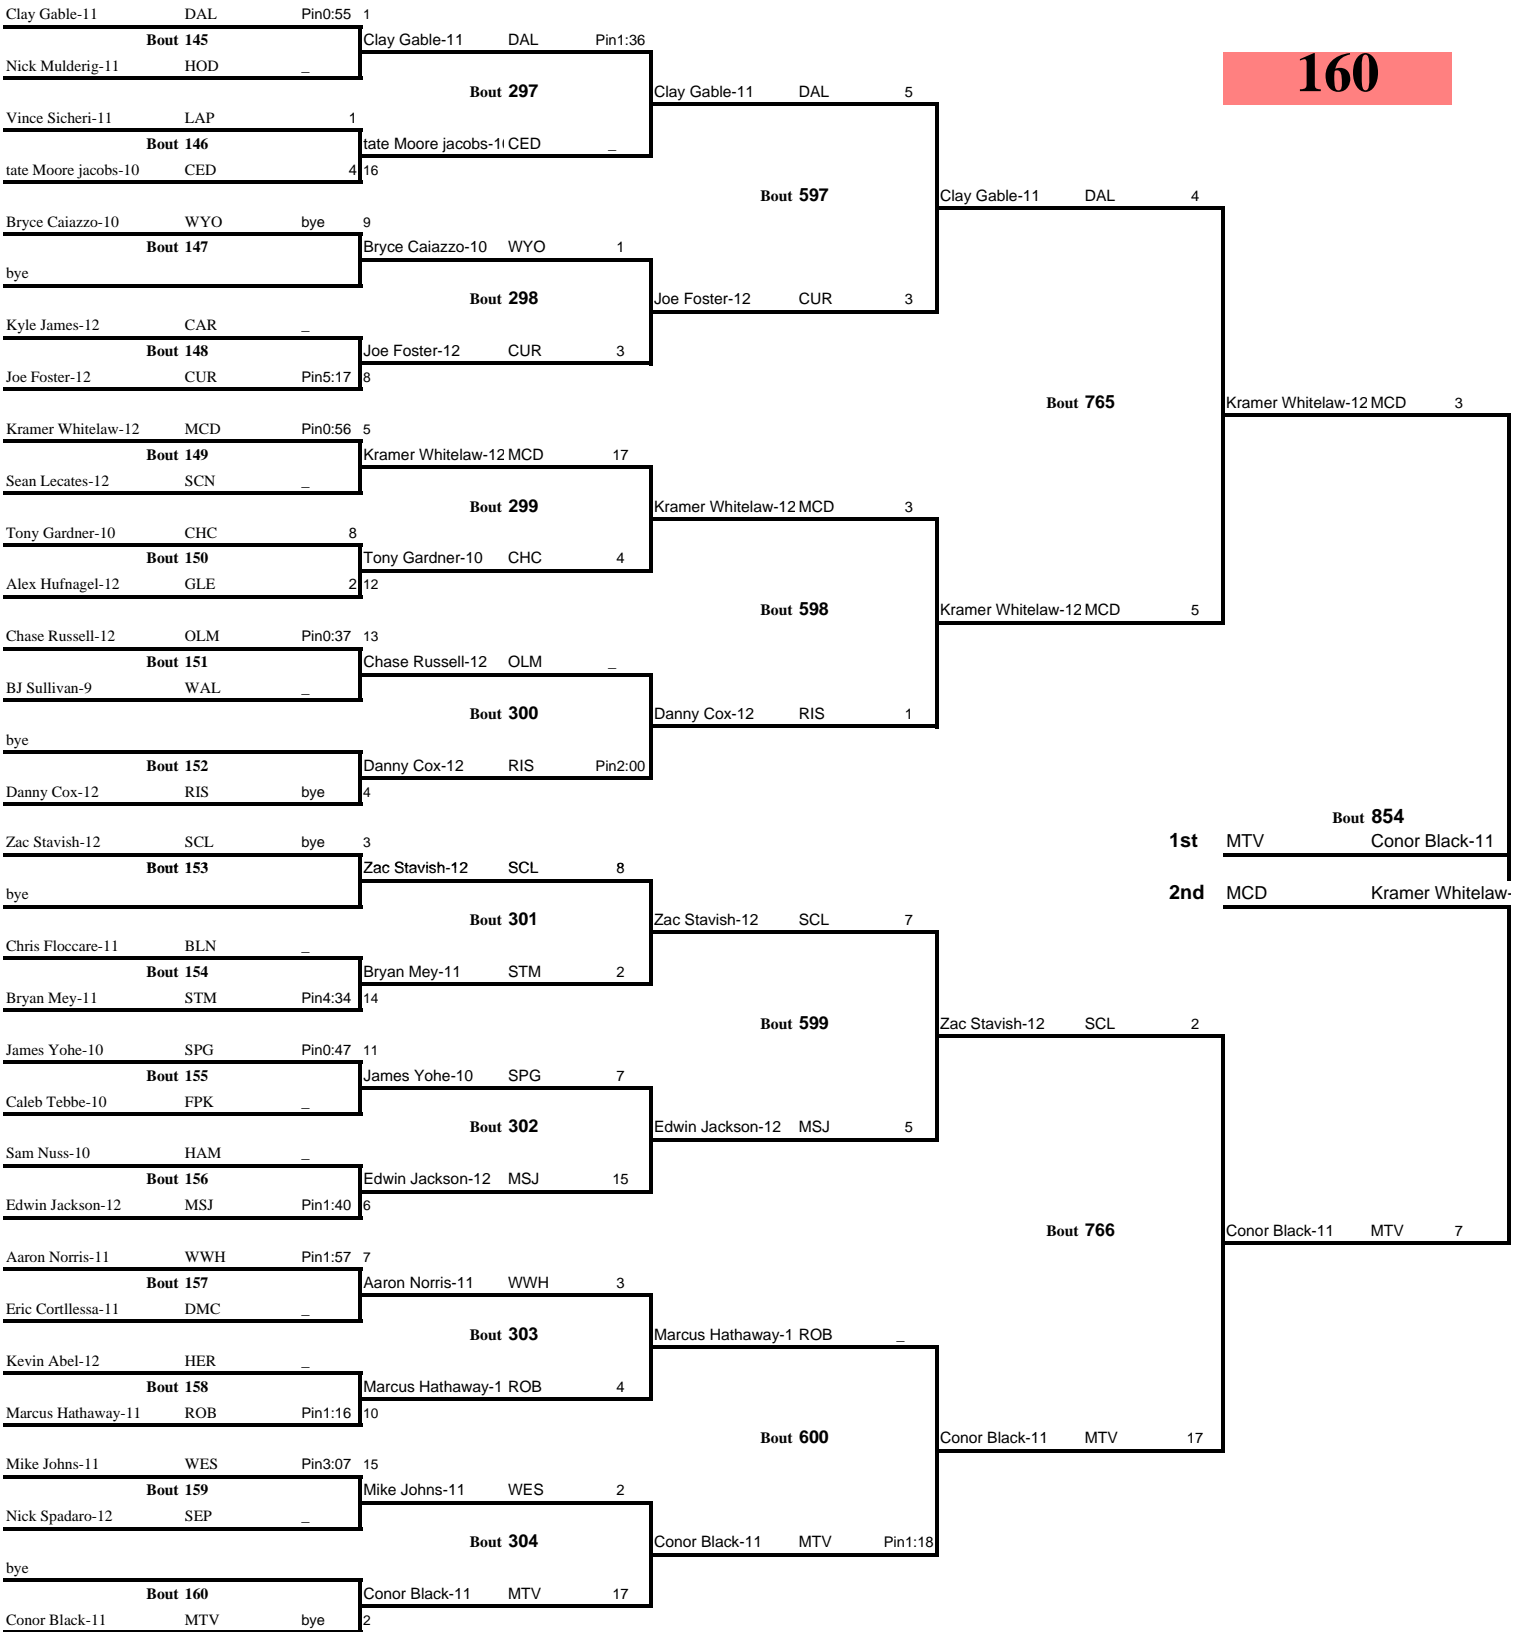 Clay Gable-11 DAL Pin0:55 1
Bout 145 Clay Gable-11 DAL Pin1:36
Nick Mulderig-11 HOD _
160
Bout 297 Clay Gable-11 DAL 5
Vince Sicheri-11 LAP 1
Bout 146 tate Moore jacobs-1 CED _
tate Moore jacobs-10 CED 4 16
Bout 597 Clay Gable-11 DAL 4
Bryce Caiazzo-10 WYO bye 9
Bout 147 Bryce Caiazzo-10 WYO 1
bye
Bout 298 Joe Foster-12 CUR 3
Kyle James-12 CAR _
Bout 148 Joe Foster-12 CUR 3
Joe Foster-12 CUR Pin5:17 8
Bout 765 Kramer Whitelaw-12 MCD 3
Kramer Whitelaw-12 MCD Pin0:56 5
Bout 149 Kramer Whitelaw-12 MCD 17
Sean Lecates-12 SCN _
Bout 299 Kramer Whitelaw-12 MCD 3
Tony Gardner-10 CHC 8
Bout 150 Tony Gardner-10 CHC 4
Alex Hufnagel-12 GLE 2 12
Bout 598 Kramer Whitelaw-12 MCD 5
Chase Russell-12 OLM Pin0:37 13
Bout 151 Chase Russell-12 OLM _
BJ Sullivan-9 WAL _
Bout 300 Danny Cox-12 RIS 1
bye
Bout 152 Danny Cox-12 RIS Pin2:00
Danny Cox-12 RIS bye 4
Bout 854
Zac Stavish-12 SCL bye 3
1st MTV Conor Black-11
Bout 153 Zac Stavish-12 SCL 8
bye
2nd MCD Kramer Whitelaw-
Bout 301 Zac Stavish-12 SCL 7
Chris Floccare-11 BLN _
Bout 154 Bryan Mey-11 STM 2
Bryan Mey-11 STM Pin4:34 14
Bout 599 Zac Stavish-12 SCL 2
James Yohe-10 SPG Pin0:47 11
Bout 155 James Yohe-10 SPG 7
Caleb Tebbe-10 FPK _
Bout 302 Edwin Jackson-12 MSJ 5
Sam Nuss-10 HAM _
Bout 156 Edwin Jackson-12 MSJ 15
Edwin Jackson-12 MSJ Pin1:40 6
Bout 766 Conor Black-11 MTV 7
Aaron Norris-11 WWH Pin1:57 7
Bout 157 Aaron Norris-11 WWH 3
Eric Cortllessa-11 DMC _
Bout 303 Marcus Hathaway-1 ROB _
Kevin Abel-12 HER _
Bout 158 Marcus Hathaway-1 ROB 4
Marcus Hathaway-11 ROB Pin1:16 10
Bout 600 Conor Black-11 MTV 17
Mike Johns-11 WES Pin3:07 15
Bout 159 Mike Johns-11 WES 2
Nick Spadaro-12 SEP _
Bout 304 Conor Black-11 MTV Pin1:18
bye
Bout 160 Conor Black-11 MTV 17
Conor Black-11 MTV bye 2